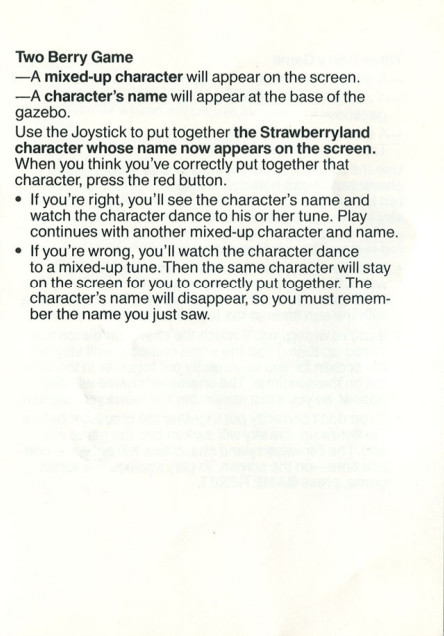 Two Berry Game
—A mixed-up character will appear on the screen.
—A character's name will appear at the base of the
gazebo.
Use the Joystick to put together the Strawberryland
character whose name now appears on the screen.
When you think you've correctly put together that
character, press the red button.
• If you're right, you'll see the character's name and
watch the character dance to his or her tune. Play
continues with another mixed-up character and name.
• If you're wrong, you'll watch the character dance
to a mixed-up tune. Then the same character will stay
on the screen for you to correctly put together. The
character's name will disappear, so you must remem-
ber the name you just saw.